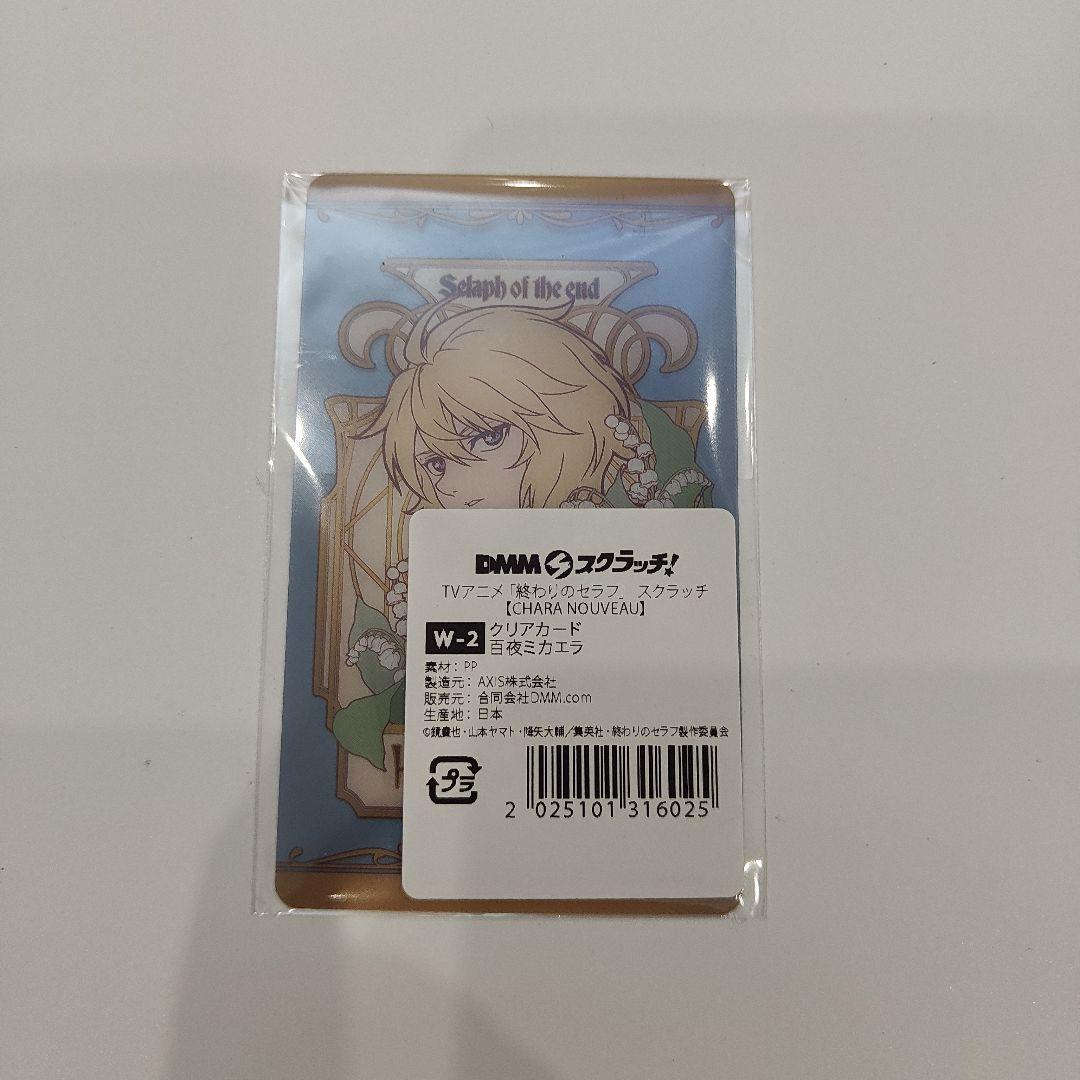 Seraph of the end
DMM スクラッチ!
TVアニメ「終わりのセラフ」 スクラッチ
【CHARA NOUVEAU】
W-2 クリアカード
百夜ミカエラ
素材：PP
製造元：AXIS株式会社
販売元：合同会社DMM.com
生産地：日本
©鏡貴也・山本ヤマト・降矢大輔／集英社・終わりのセラフ製作委員会
プラ
2 025101 316025